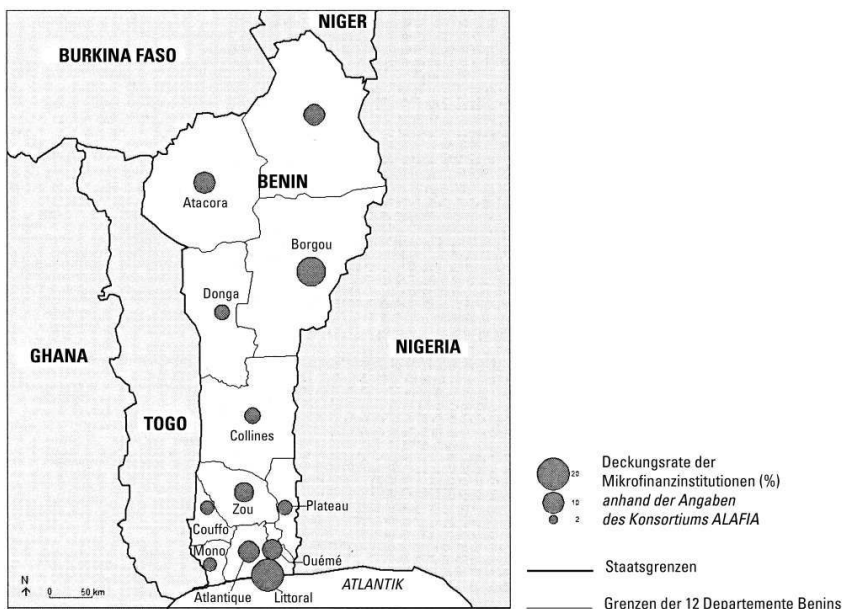 NIGER
BURKINA FASO
BENIN
Atacora
Borgou
Donga
GHANA
NIGERIA
TOGO
Collines
Zou
Plateau
Couffo
Mono
Ouémé
Atlantique
Littoral
ATLANTIK
N
0 50 km
20
10
2
Deckungsrate der
Mikrofinanzinstitutionen (%)
anhand der Angaben
des Konsortiums ALAFIA
Staatsgrenzen
Grenzen der 12 Departemente Benins